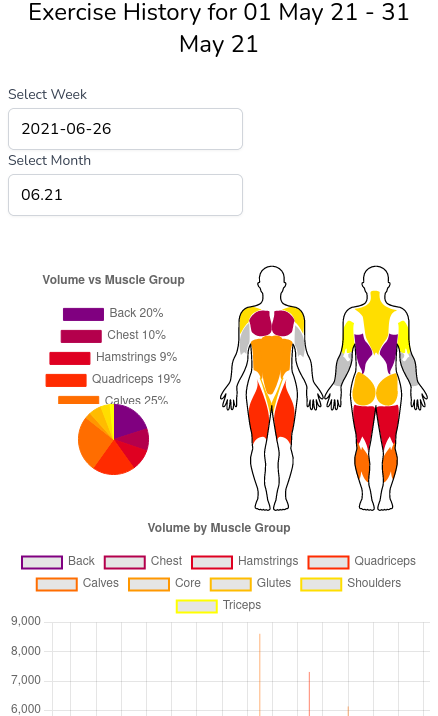 Exercise History for 01 May 21 - 31
May 21
Select Week
2021-06-26
Select Month
06.21
Volume vs Muscle Group
Back 20%
Chest 10%
Hamstrings 9%
Quadriceps 19%
Calves 25%
Volume by Muscle Group
Back Chest Hamstrings Quadriceps
Calves Core Glutes Shoulders
Triceps
9,000
8,000
7,000
6,000